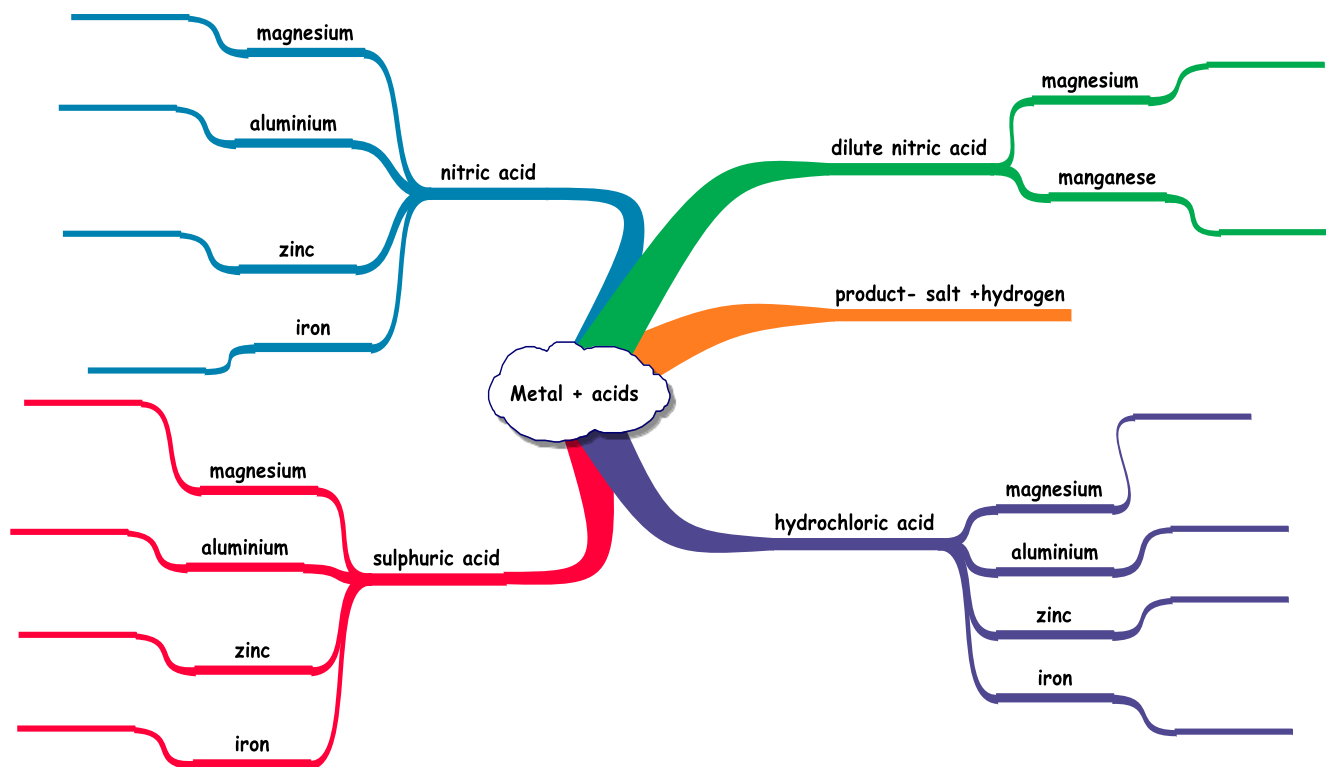 magnesium
aluminium
nitric acid
zinc
iron
dilute nitric acid
magnesium
manganese
product- salt +hydrogen
Metal + acids
magnesium
aluminium
sulphuric acid
zinc
iron
hydrochloric acid
magnesium
aluminium
zinc
iron